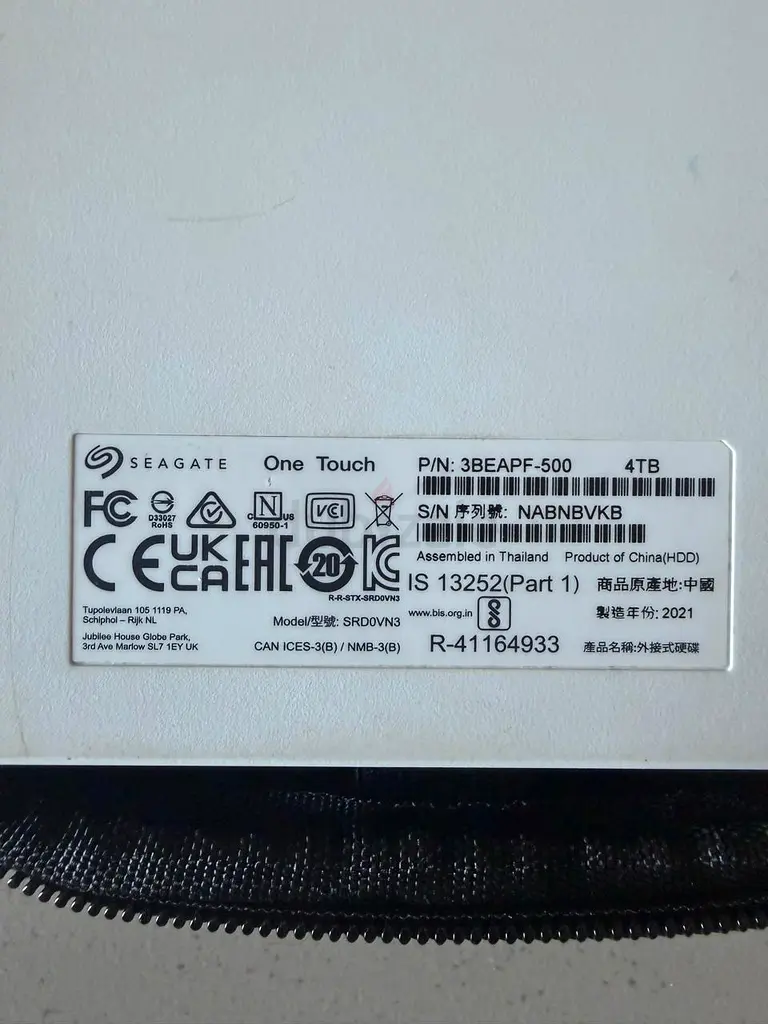 SEAGATE One Touch P/N: 3BEAPF-500 4TB
FC D33027 RoHS c N US 60950-1 VCI
S/N 序列號: NABNBVKB
CE UKCA EAC 20 KC
Assembled in Thailand Product of China(HDD)
R-R-STX-SRD0VN3
IS 13252(Part 1) 商品原產地:中國
Tupolevlaan 105 1119 PA,
Schiphol – Rijk NL
Model/型號: SRD0VN3
www.bis.org.in
製造年份: 2021
Jubilee House Globe Park,
3rd Ave Marlow SL7 1EY UK
CAN ICES-3(B) / NMB-3(B)
R-41164933
產品名稱:外接式硬碟